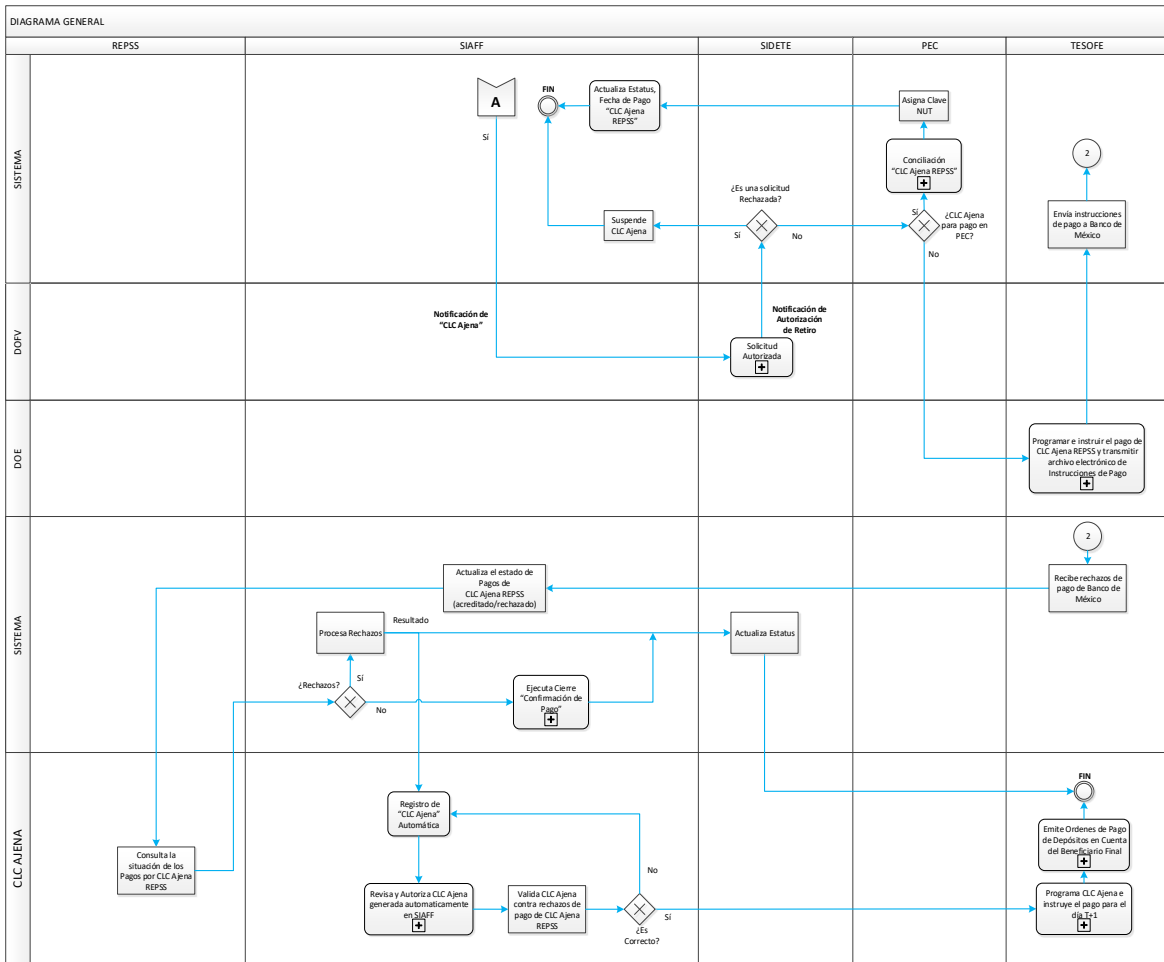 DIAGRAMA GENERAL
REPSS
SIAFF
SIDETE
PEC
TESOFE
SISTEMA
A
Sí
FIN
Actualiza Estatus,
Fecha de Pago
“CLC Ajena
REPSS”
Asigna Clave
NUT
Conciliación
“CLC Ajena REPSS”
2
¿Es una solicitud
Rechazada?
Suspende
CLC Ajena
Sí
No
Sí
¿CLC Ajena
para pago en
PEC?
No
Envía instrucciones
de pago a Banco de
México
DOFV
Notificación de
“CLC Ajena”
Notificación de
Autorización
de Retiro
Solicitud
Autorizada
DOE
Programar e instruir el pago de
CLC Ajena REPSS y transmitir
archivo electrónico de
Instrucciones de Pago
SISTEMA
2
Actualiza el estado de
Pagos de
CLC Ajena REPSS
(acreditado/rechazado)
Recibe rechazos de
pago de Banco de
México
Procesa Rechazos
Resultado
Actualiza Estatus
¿Rechazos?
Sí
No
Ejecuta Cierre
“Confirmación de
Pago”
CLC AJENA
FIN
Registro de
“CLC Ajena”
Automática
Emite Ordenes de Pago
de Depósitos en Cuenta
del Beneficiario Final
Consulta la
situación de los
Pagos por CLC Ajena
REPSS
No
Revisa y Autoriza CLC Ajena
generada automaticamente
en SIAFF
Valida CLC Ajena
contra rechazos de
pago de CLC Ajena
REPSS
Sí
¿Es
Correcto?
Programa CLC Ajena e
instruye el pago para el
día T+1